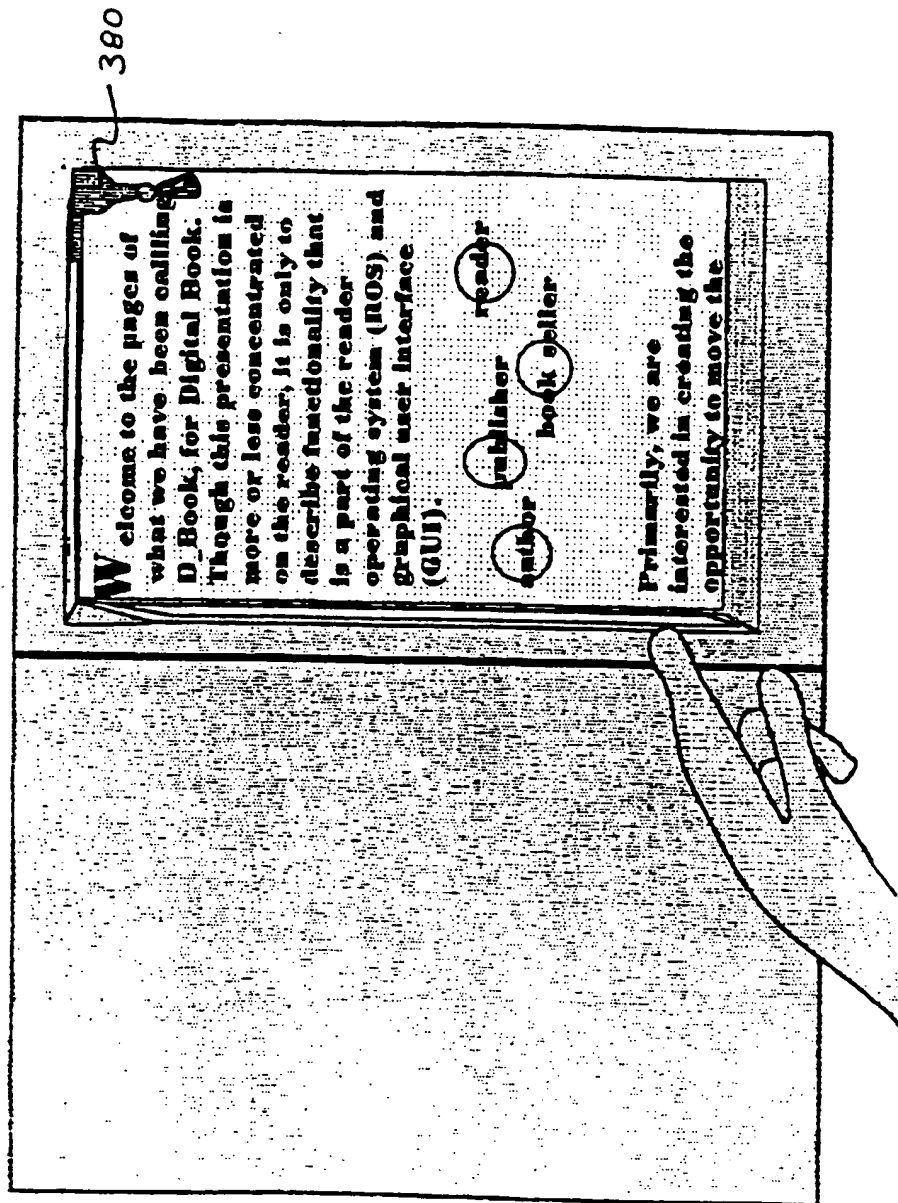 380
Welcome to the pages of
what we have been calling
D_Book, for Digital Book.
Though this presentation is
more or less concentrated
on the reader, it is only to
describe funcdonality that
is a part of the render
operating system (ROS) and
graphical user interface
(GUI).
author publisher reader
book seller
Primarily, we are
interested in creating the
opportunity to move the